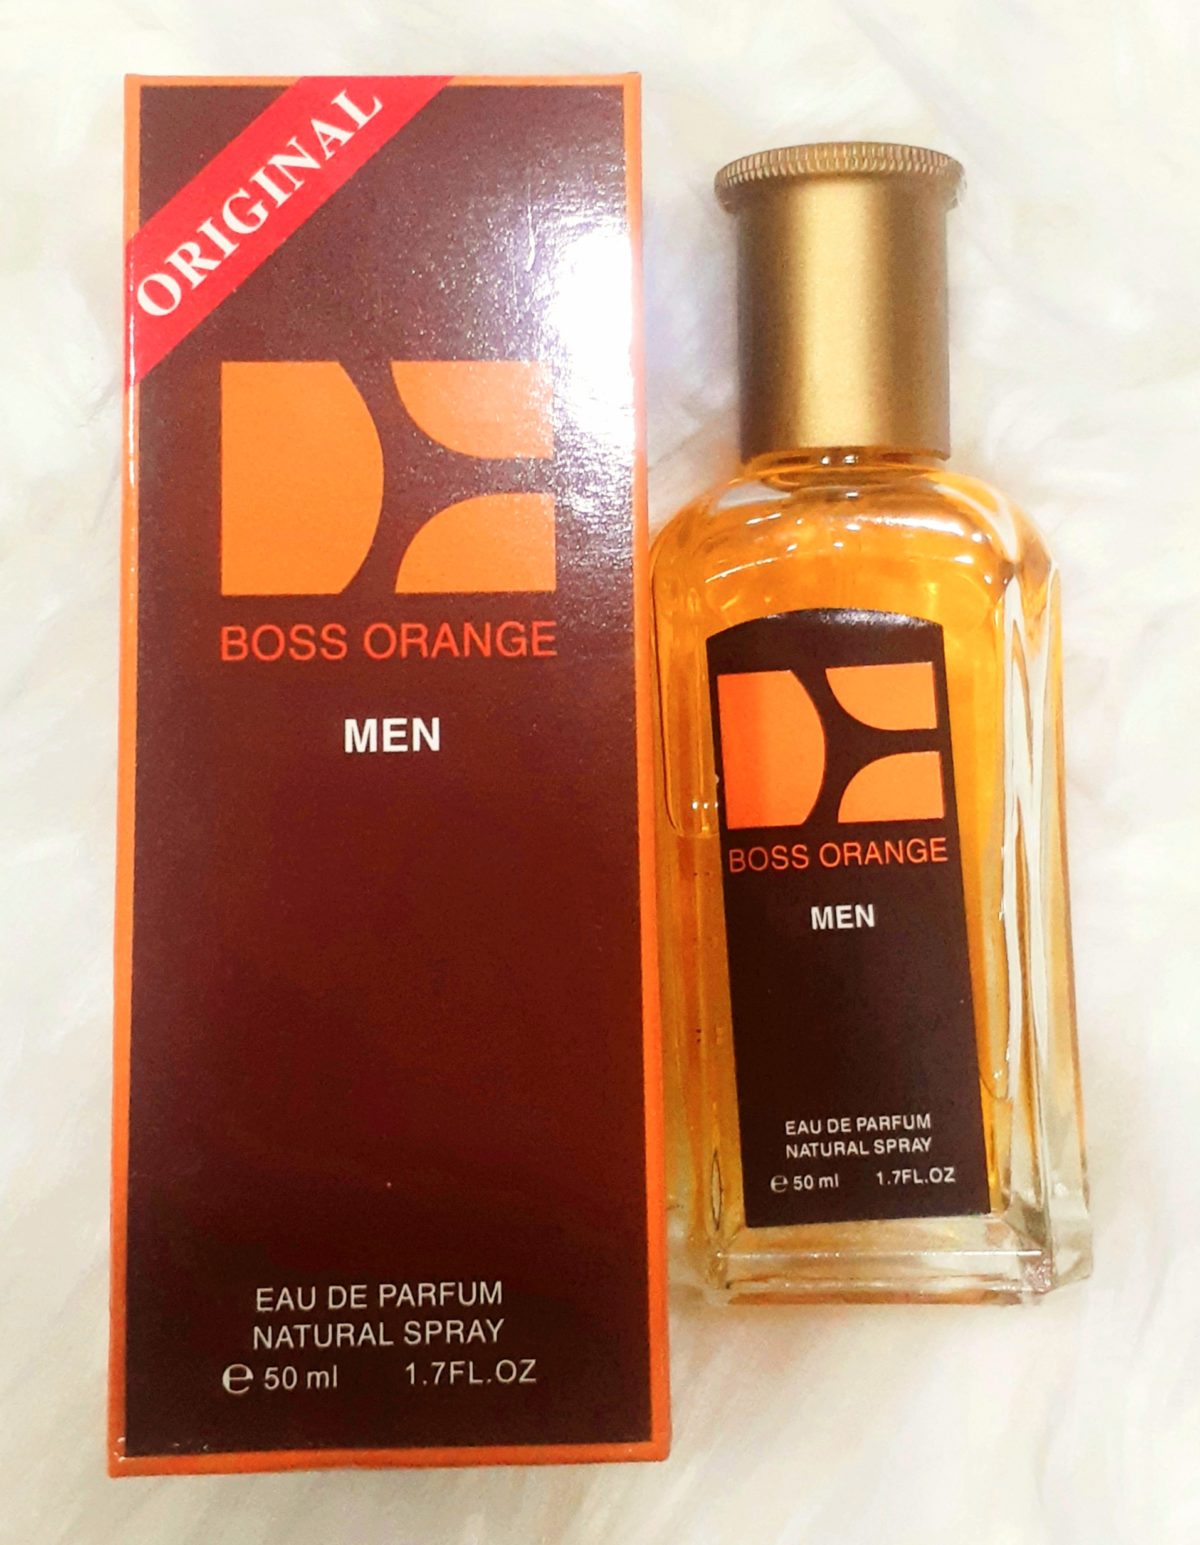 ORIGINAL
BOSS ORANGE
MEN
EAU DE PARFUM
NATURAL SPRAY
℮ 50 ml 1.7FL.OZ
BOSS ORANGE
MEN
EAU DE PARFUM
NATURAL SPRAY
℮ 50 ml 1.7FL.OZ